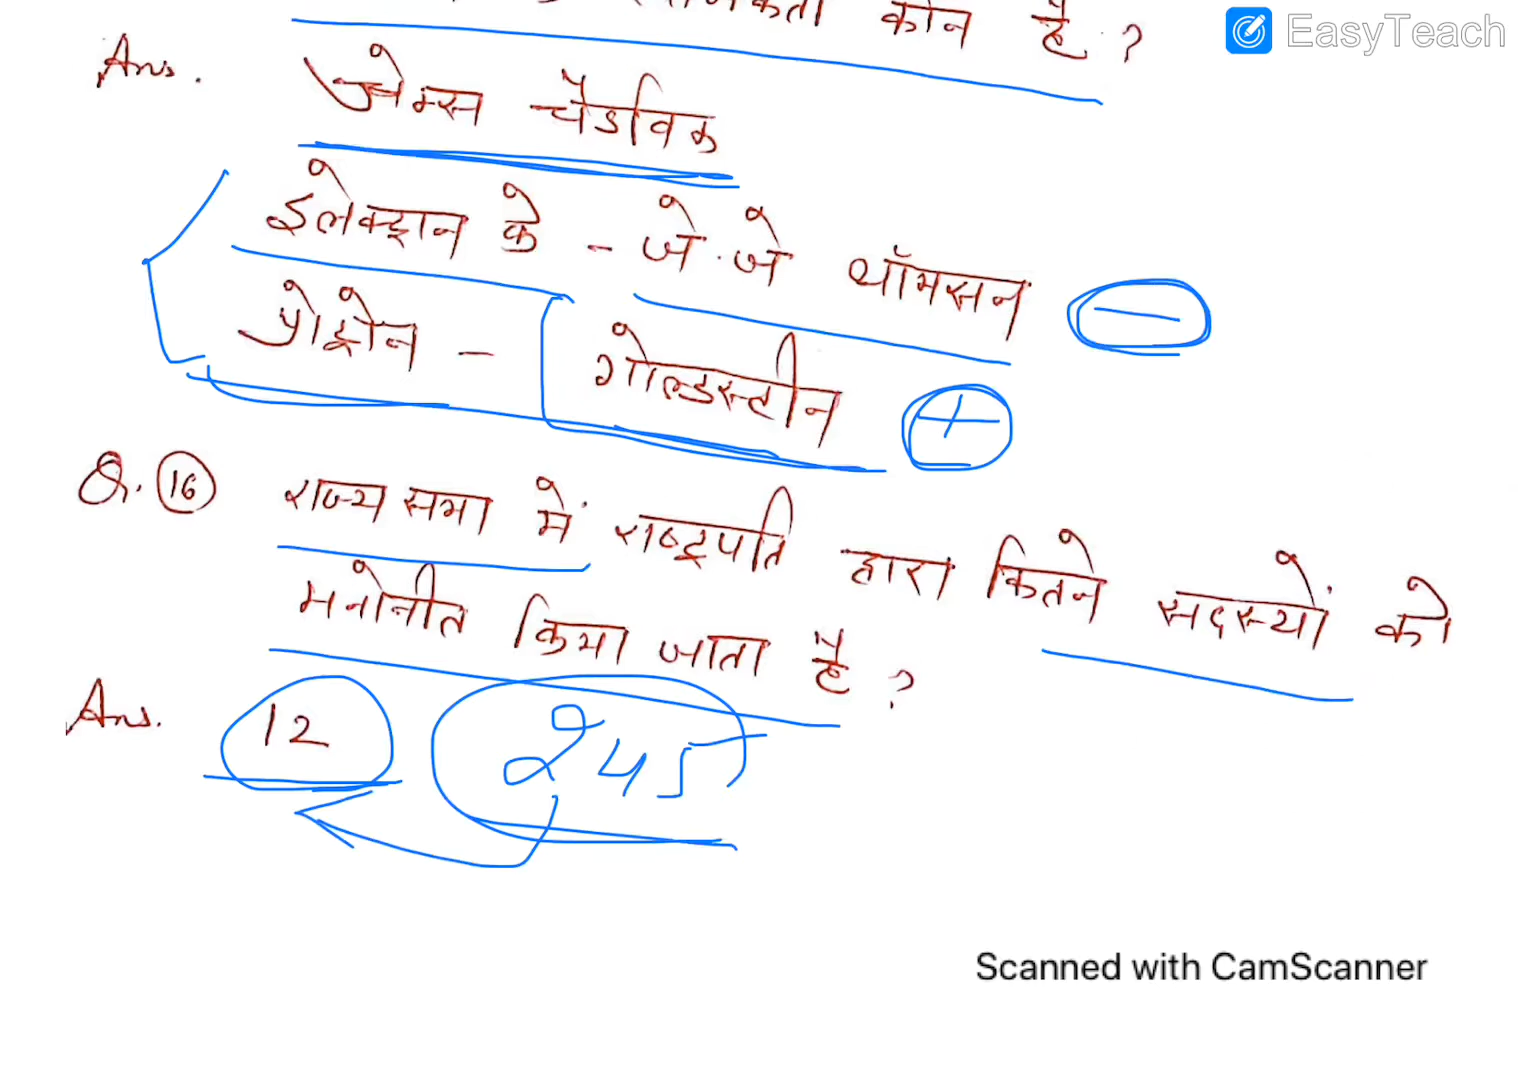 कौन है ?
EasyTeach
Ans. जेम्स चैडविक
इलेक्ट्रान के - जे. जे थॉमसन −
प्रोट्रोन - गोल्डस्टीन +
Q. 16 राज्य सभा में राष्ट्रपति द्वारा कितने सदस्यों को
मनोनीत किया जाता है ?
Ans. 12 245
Scanned with CamScanner